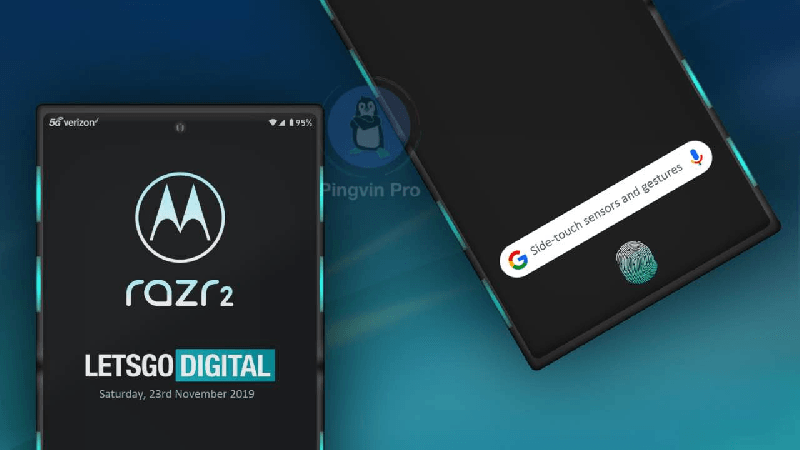 5G verizon✓ 95%
razr2
LETSGO DIGITAL
Saturday, 23rd November 2019
Pingvin Pro
Side-touch sensors and gestures